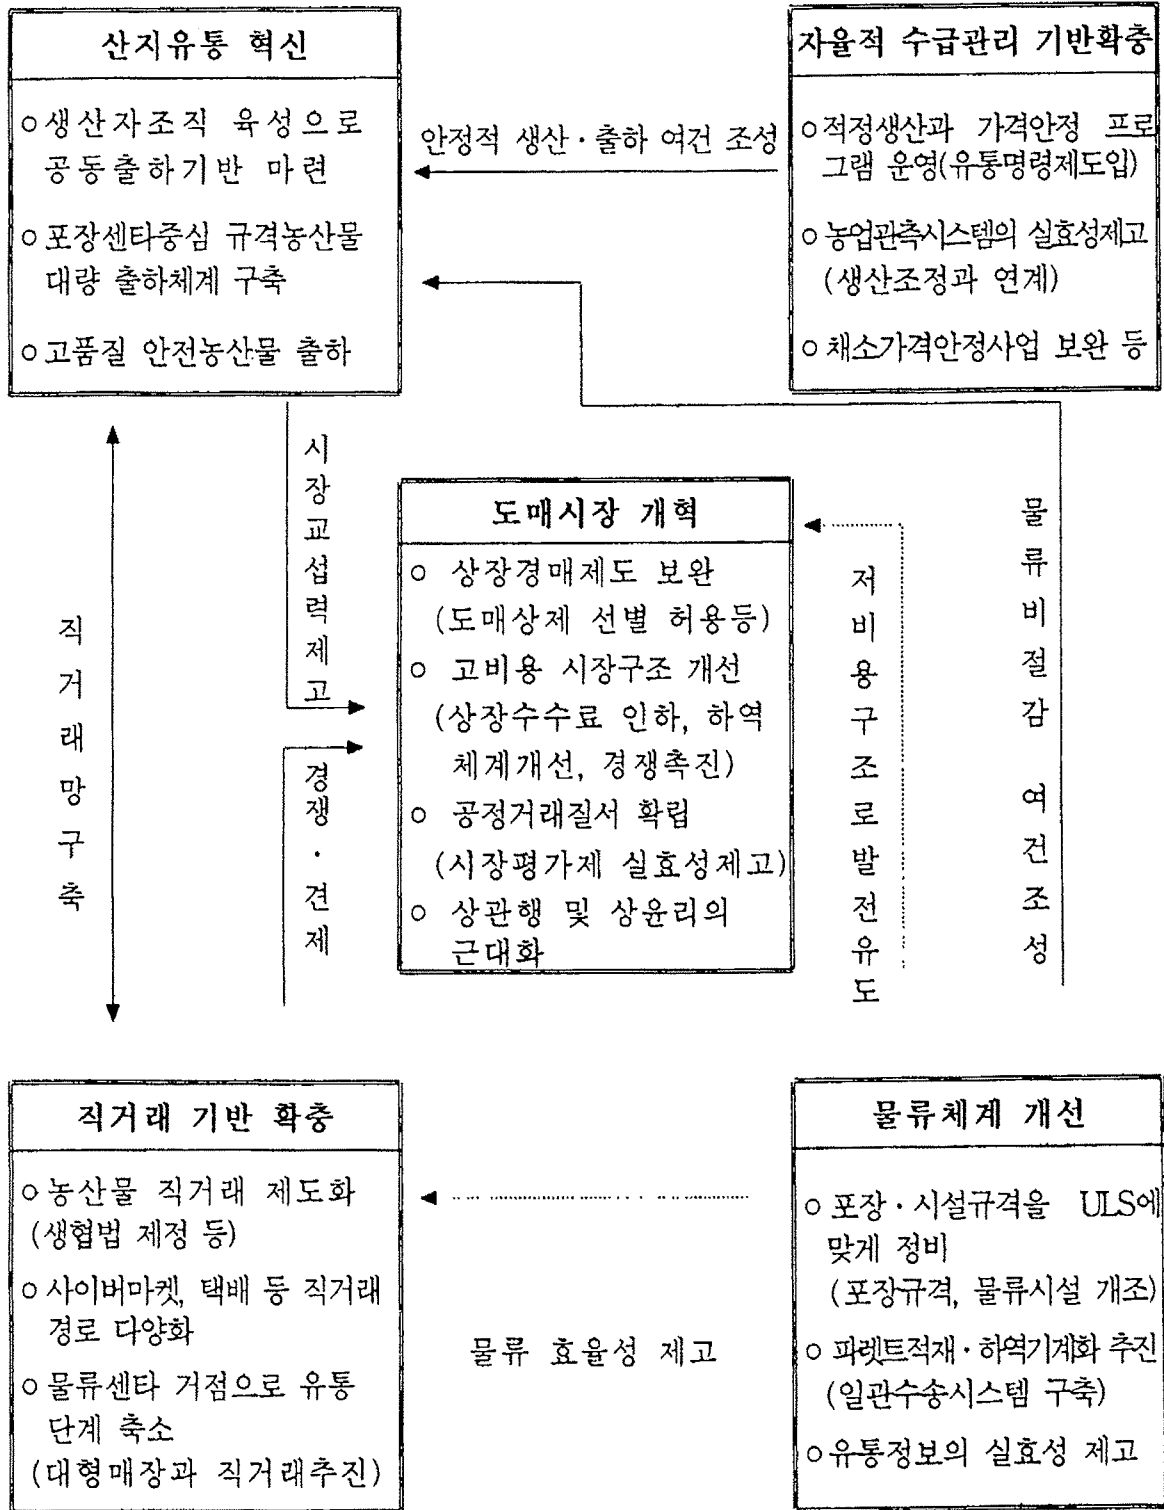 산지유통 혁신
ㅇ생산자조직 육성으로
공동출하기반 마련
ㅇ포장센타중심 규격농산물
대량 출하체계 구축
ㅇ고품질 안전농산물 출하
안정적 생산·출하 여건 조성
자율적 수급관리 기반확충
ㅇ적정생산과 가격안정 프로
그램 운영(유통명령제도입)
ㅇ농업관측시스템의 실효성제고
(생산조정과 연계)
ㅇ채소가격안정사업 보완 등
직거래망구축
시장교섭력제고
경쟁·견제
도매시장 개혁
ㅇ 상장경매제도 보완
(도매상제 선별 허용등)
ㅇ 고비용 시장구조 개선
(상장수수료 인하, 하역
체계개선, 경쟁촉진)
ㅇ 공정거래질서 확립
(시장평가제 실효성제고)
ㅇ 상관행 및 상윤리의
근대화
저비용구조로발전유도
물류비절감 여건조성
직거래 기반 확충
ㅇ농산물 직거래 제도화
(생협법 제정 등)
ㅇ사이버마켓, 택배 등 직거래
경로 다양화
ㅇ물류센타 거점으로 유통
단계 축소
(대형매장과 직거래추진)
물류 효율성 제고
물류체계 개선
ㅇ포장·시설규격을 ULS에
맞게 정비
(포장규격, 물류시설 개조)
ㅇ파렛트적재·하역기계화 추진
(일관수송시스템 구축)
ㅇ유통정보의 실효성 제고